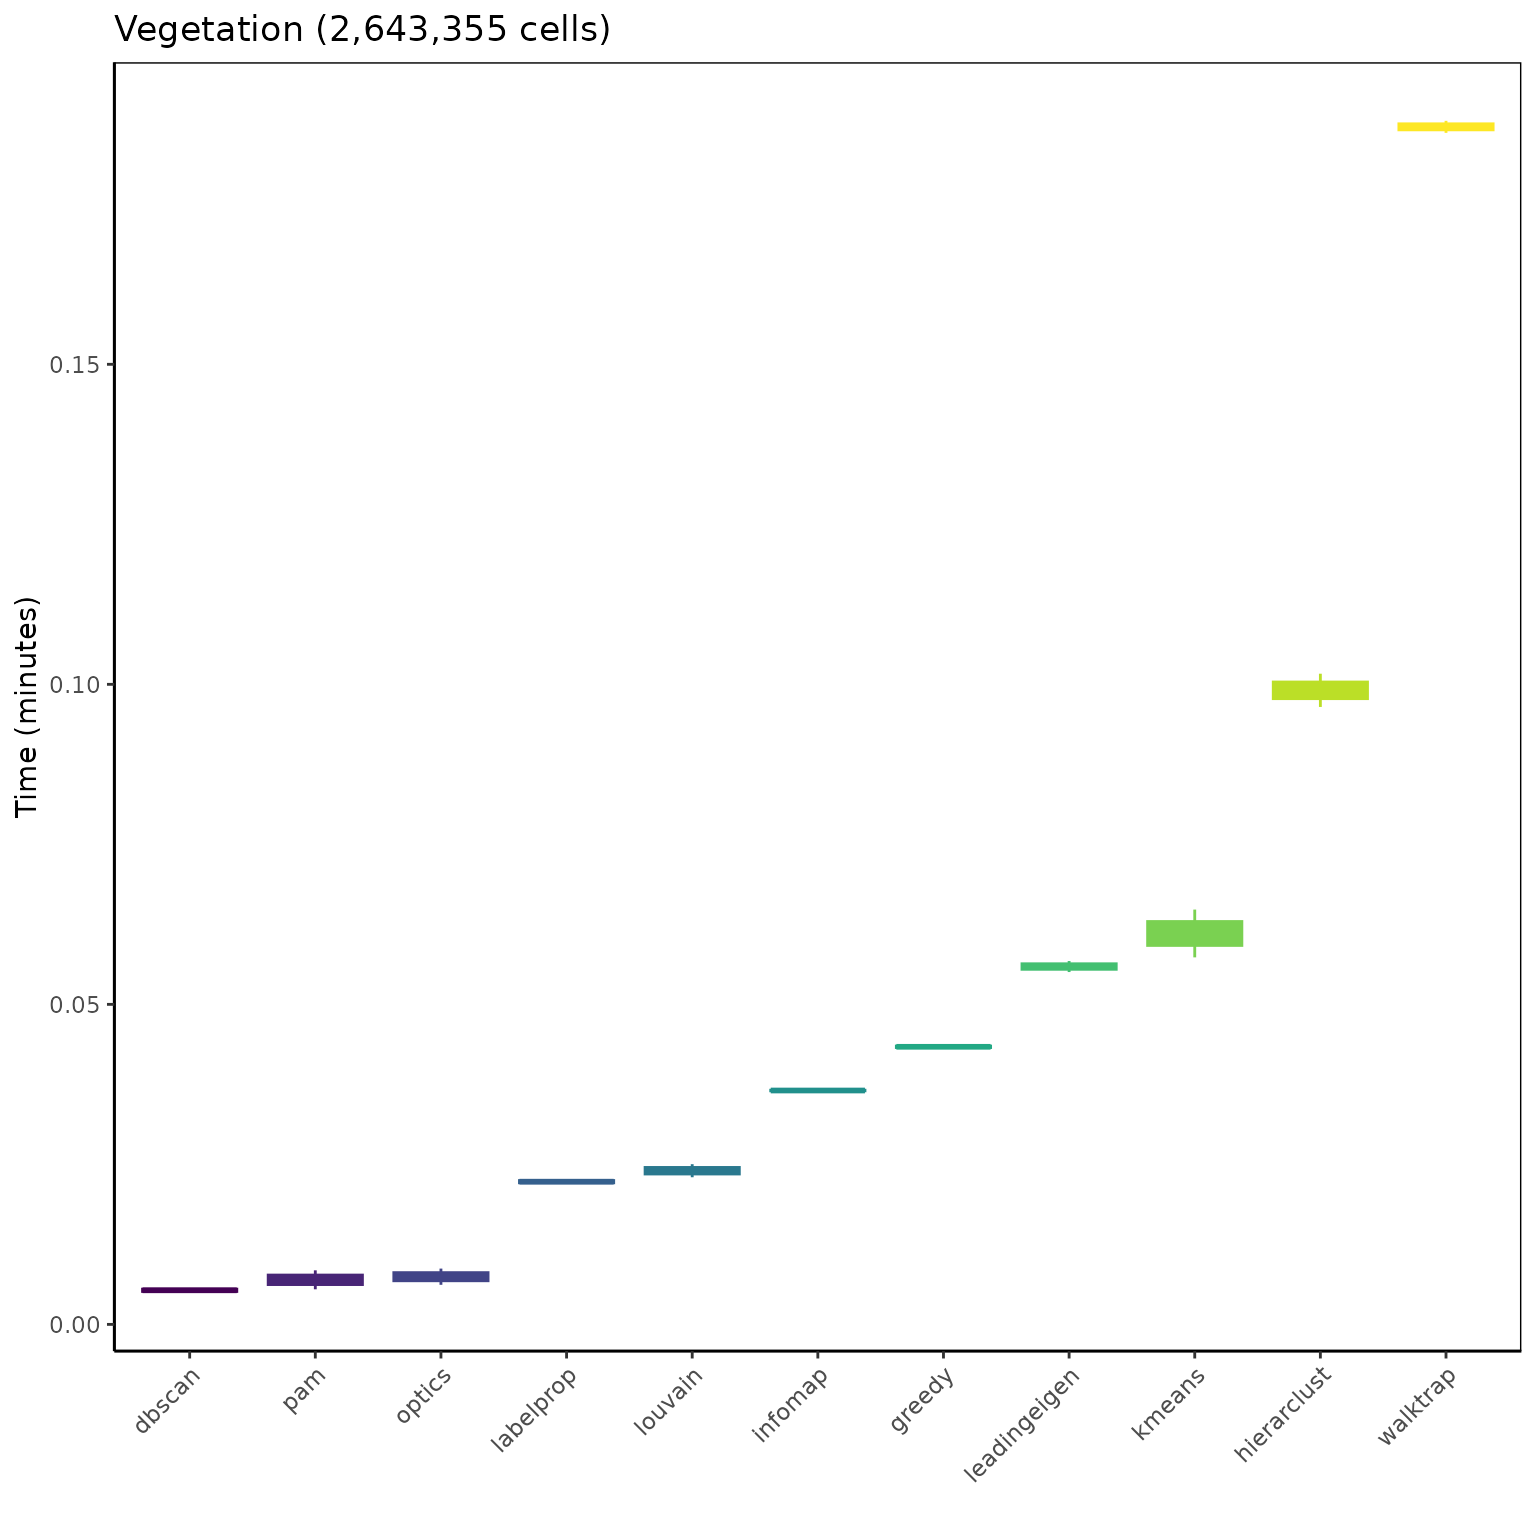 Vegetation (2,643,355 cells)
Time (minutes)
0.15
0.10
0.05
0.00
dbscan
pam
optics
labelprop
louvain
infomap
greedy
leadingeigen
kmeans
hierarclust
walktrap